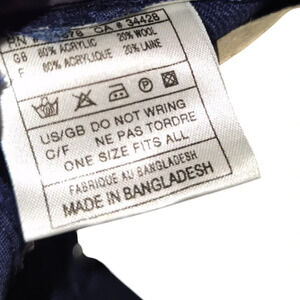 CA # 34428
GB 80% ACRYLIC 20% WOOL
F 80% ACRYLIQUE 20% LAINE
US/GB DO NOT WRING
C/F NE PAS TORDRE
ONE SIZE FITS ALL
FABRIQUE AU BANGLADESH
MADE IN BANGLADESH